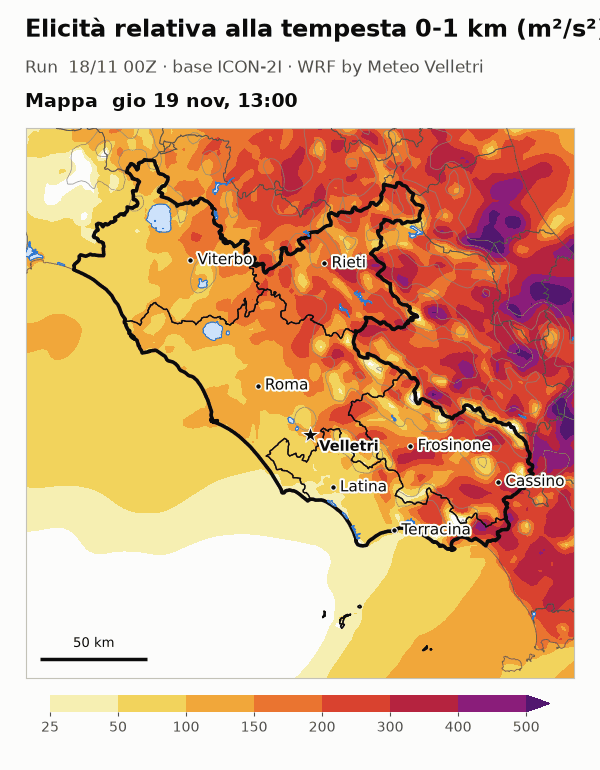 Elicità relativa alla tempesta 0-1 km (m²/s²)
Run  18/11 00Z · base ICON-2I · WRF by Meteo Velletri
Mappa  gio 19 nov, 13:00
Viterbo
Rieti
Roma
Velletri
Frosinone
Cassino
Latina
Terracina
50 km
25 50 100 150 200 300 400 500